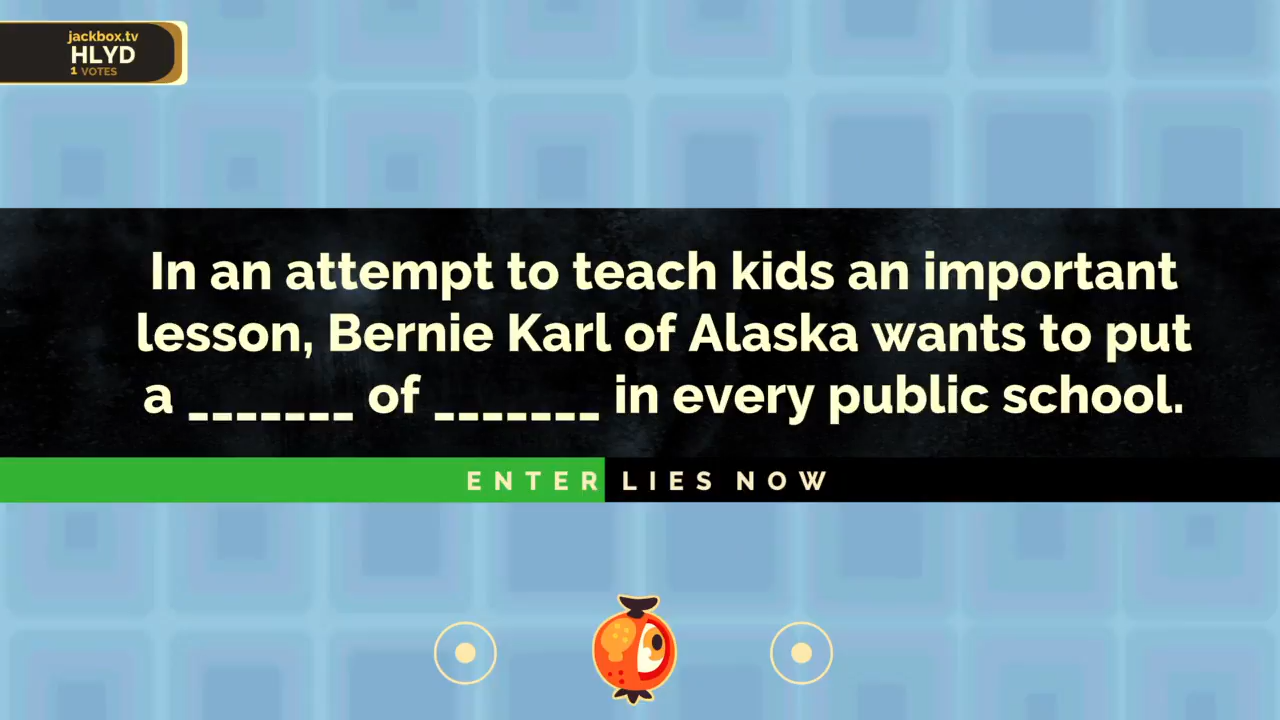 jackbox.tv
HLYD
1 VOTES
In an attempt to teach kids an important
lesson, Bernie Karl of Alaska wants to put
a _______ of _______ in every public school.
ENTER LIES NOW